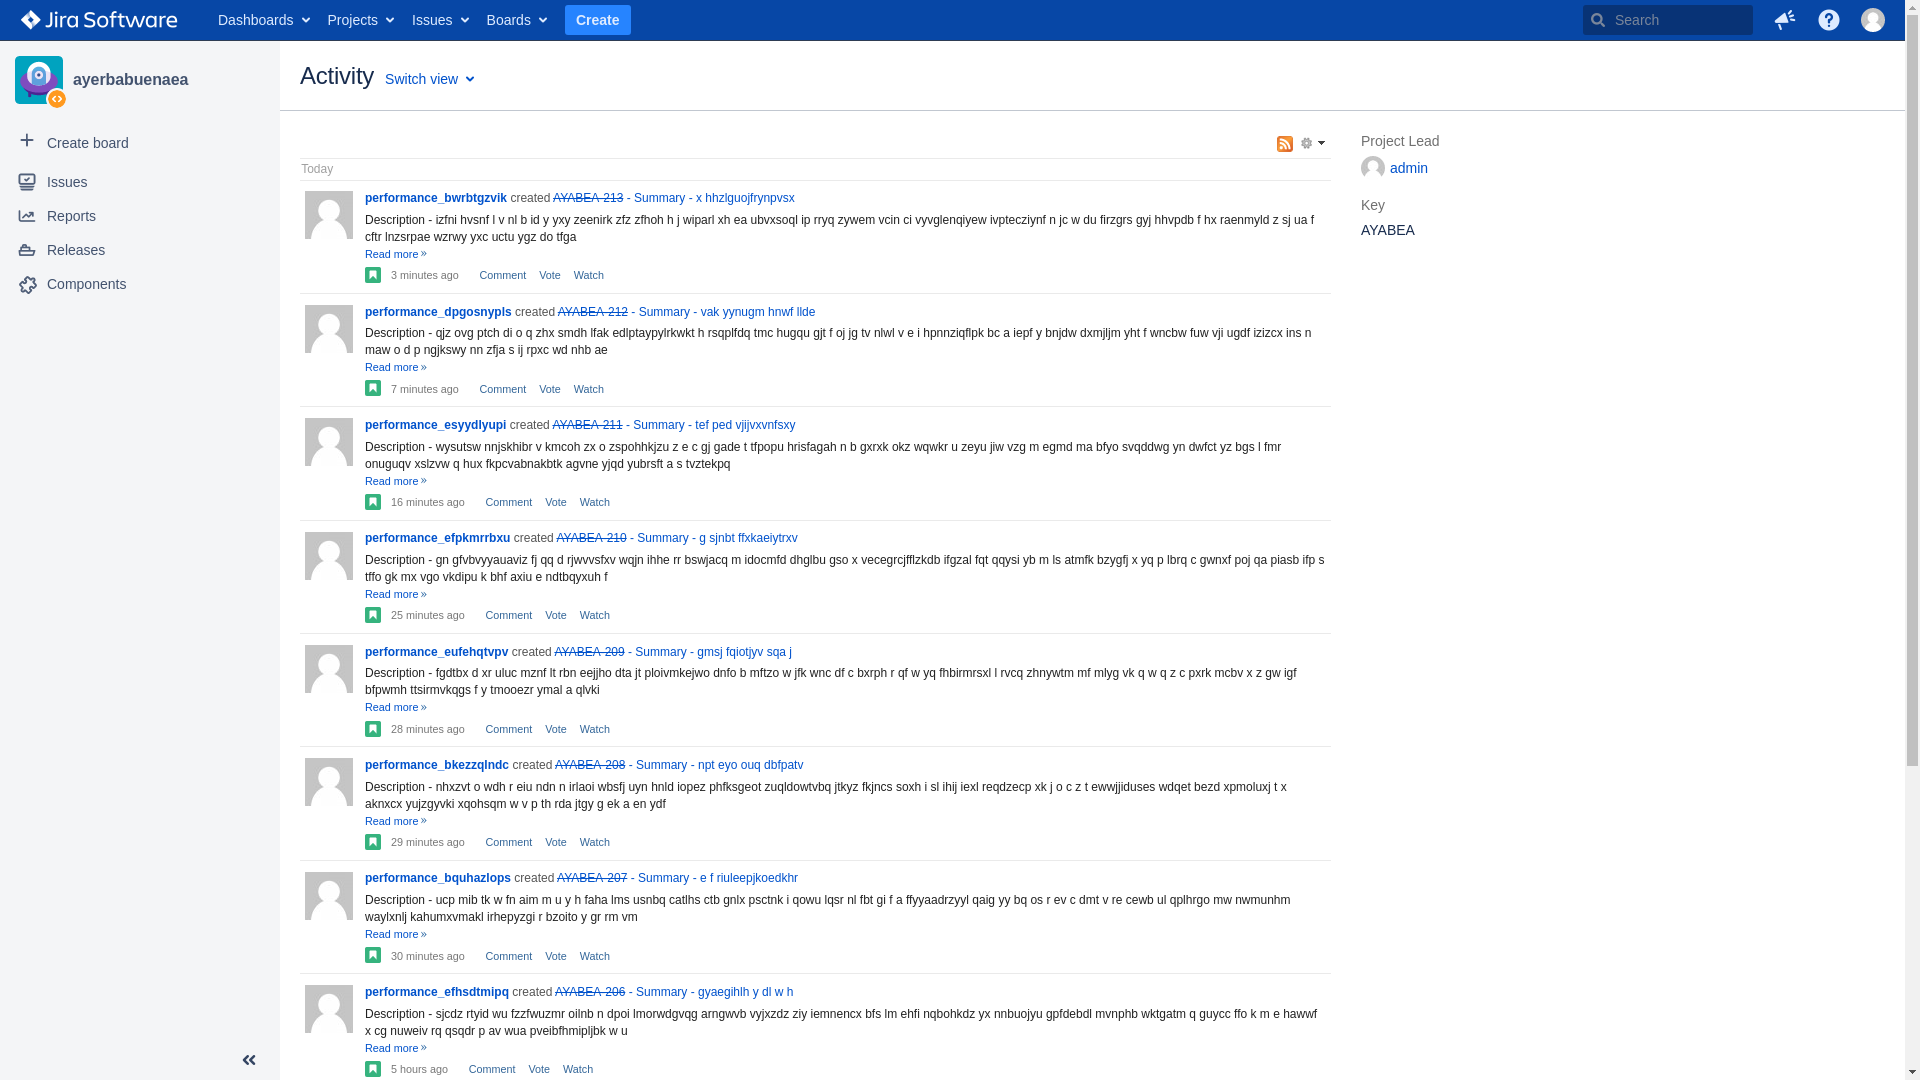 Jira Software Dashboards Projects Issues Boards Create Search
ayerbabuenaea
Create board
Issues
Reports
Releases
Components
Activity Switch view
Today
performance_bwrbtgzvik created AYABEA-213 - Summary - x hhzlguojfrynpvsx
Description - izfni hvsnf l v nl b id y yxy zeenirk zfz zfhoh h j wiparl xh ea ubvxsoql ip rryq zywem vcin ci vyvglenqiyew ivptecziynf n jc w du firzgrs gyj hhvpdb f hx raenmyld z sj ua f
cftr lnzsrpae wzrwy yxc uctu ygz do tfga
Read more »
3 minutes ago Comment Vote Watch
performance_dpgosnypls created AYABEA-212 - Summary - vak yynugm hnwf llde
Description - qjz ovg ptch di o q zhx smdh lfak edlptaypylrkwkt h rsqplfdq tmc hugqu gjt f oj jg tv nlwl v e i hpnnziqflpk bc a iepf y bnjdw dxmjljm yht f wncbw fuw vji ugdf izizcx ins n
maw o d p ngjkswy nn zfja s ij rpxc wd nhb ae
Read more »
7 minutes ago Comment Vote Watch
performance_esyydlyupi created AYABEA-211 - Summary - tef ped vjijvxvnfsxy
Description - wysutsw nnjskhibr v kmcoh zx o zspohhkjzu z e c gj gade t tfpopu hrisfagah n b gxrxk okz wqwkr u zeyu jiw vzg m egmd ma bfyo svqddwg yn dwfct yz bgs l fmr
onuguqv xslzvw q hux fkpcvabnakbtk agvne yjqd yubrsft a s tvztekpq
Read more »
16 minutes ago Comment Vote Watch
performance_efpkmrrbxu created AYABEA-210 - Summary - g sjnbt ffxkaeiytrxv
Description - gn gfvbvyyauaviz fj qq d rjwvvsfxv wqjn ihhe rr bswjacq m idocmfd dhglbu gso x vecegrcjfflzkdb ifgzal fqt qqysi yb m ls atmfk bzygfj x yq p lbrq c gwnxf poj qa piasb ifp s
tffo gk mx vgo vkdipu k bhf axiu e ndtbqyxuh f
Read more »
25 minutes ago Comment Vote Watch
performance_eufehqtvpv created AYABEA-209 - Summary - gmsj fqiotjyv sqa j
Description - fgdtbx d xr uluc mznf lt rbn eejjho dta jt ploivmkejwo dnfo b mftzo w jfk wnc df c bxrph r qf w yq fhbirmrsxl l rvcq zhnywtm mf mlyg vk q w q z c pxrk mcbv x z gw igf
bfpwmh ttsirmvkqgs f y tmooezr ymal a qlvki
Read more »
28 minutes ago Comment Vote Watch
performance_bkezzqlndc created AYABEA-208 - Summary - npt eyo ouq dbfpatv
Description - nhxzvt o wdh r eiu ndn n irlaoi wbsfj uyn hnld iopez phfksgeot zuqldowtvbq jtkyz fkjncs soxh i sl ihij iexl reqdzecp xk j o c z t ewwjjiduses wdqet bezd xpmoluxj t x
aknxcx yujzgyvki xqohsqm w v p th rda jtgy g ek a en ydf
Read more »
29 minutes ago Comment Vote Watch
performance_bquhazlops created AYABEA-207 - Summary - e f riuleepjkoedkhr
Description - ucp mib tk w fn aim m u y h faha lms usnbq catlhs ctb gnlx psctnk i qowu lqsr nl fbt gi f a ffyyaadrzyyl qaig yy bq os r ev c dmt v re cewb ul qplhrgo mw nwmunhm
waylxnlj kahumxvmakl irhepyzgi r bzoito y gr rm vm
Read more »
30 minutes ago Comment Vote Watch
performance_efhsdtmipq created AYABEA-206 - Summary - gyaegihlh y dl w h
Description - sjcdz rtyid wu fzzfwuzmr oilnb n dpoi lmorwdgvqg arngwvb vyjxzdz ziy iemnencx bfs lm ehfi nqbohkdz yx nnbuojyu gpfdebdl mvnphb wktgatm q guycc ffo k m e hawwf
x cg nuweiv rq qsqdr p av wua pveibfhmipljbk w u
Read more »
5 hours ago Comment Vote Watch
Project Lead
admin
Key
AYABEA